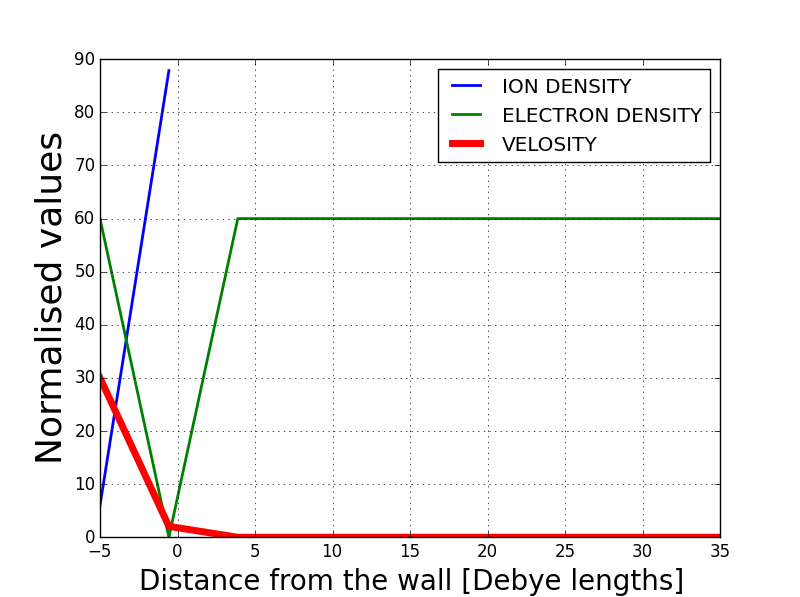 90
80
70
60
50
40
30
20
10
0
Normalised values
ION DENSITY
ELECTRON DENSITY
VELOSITY
−5 0 5 10 15 20 25 30 35
Distance from the wall [Debye lengths]